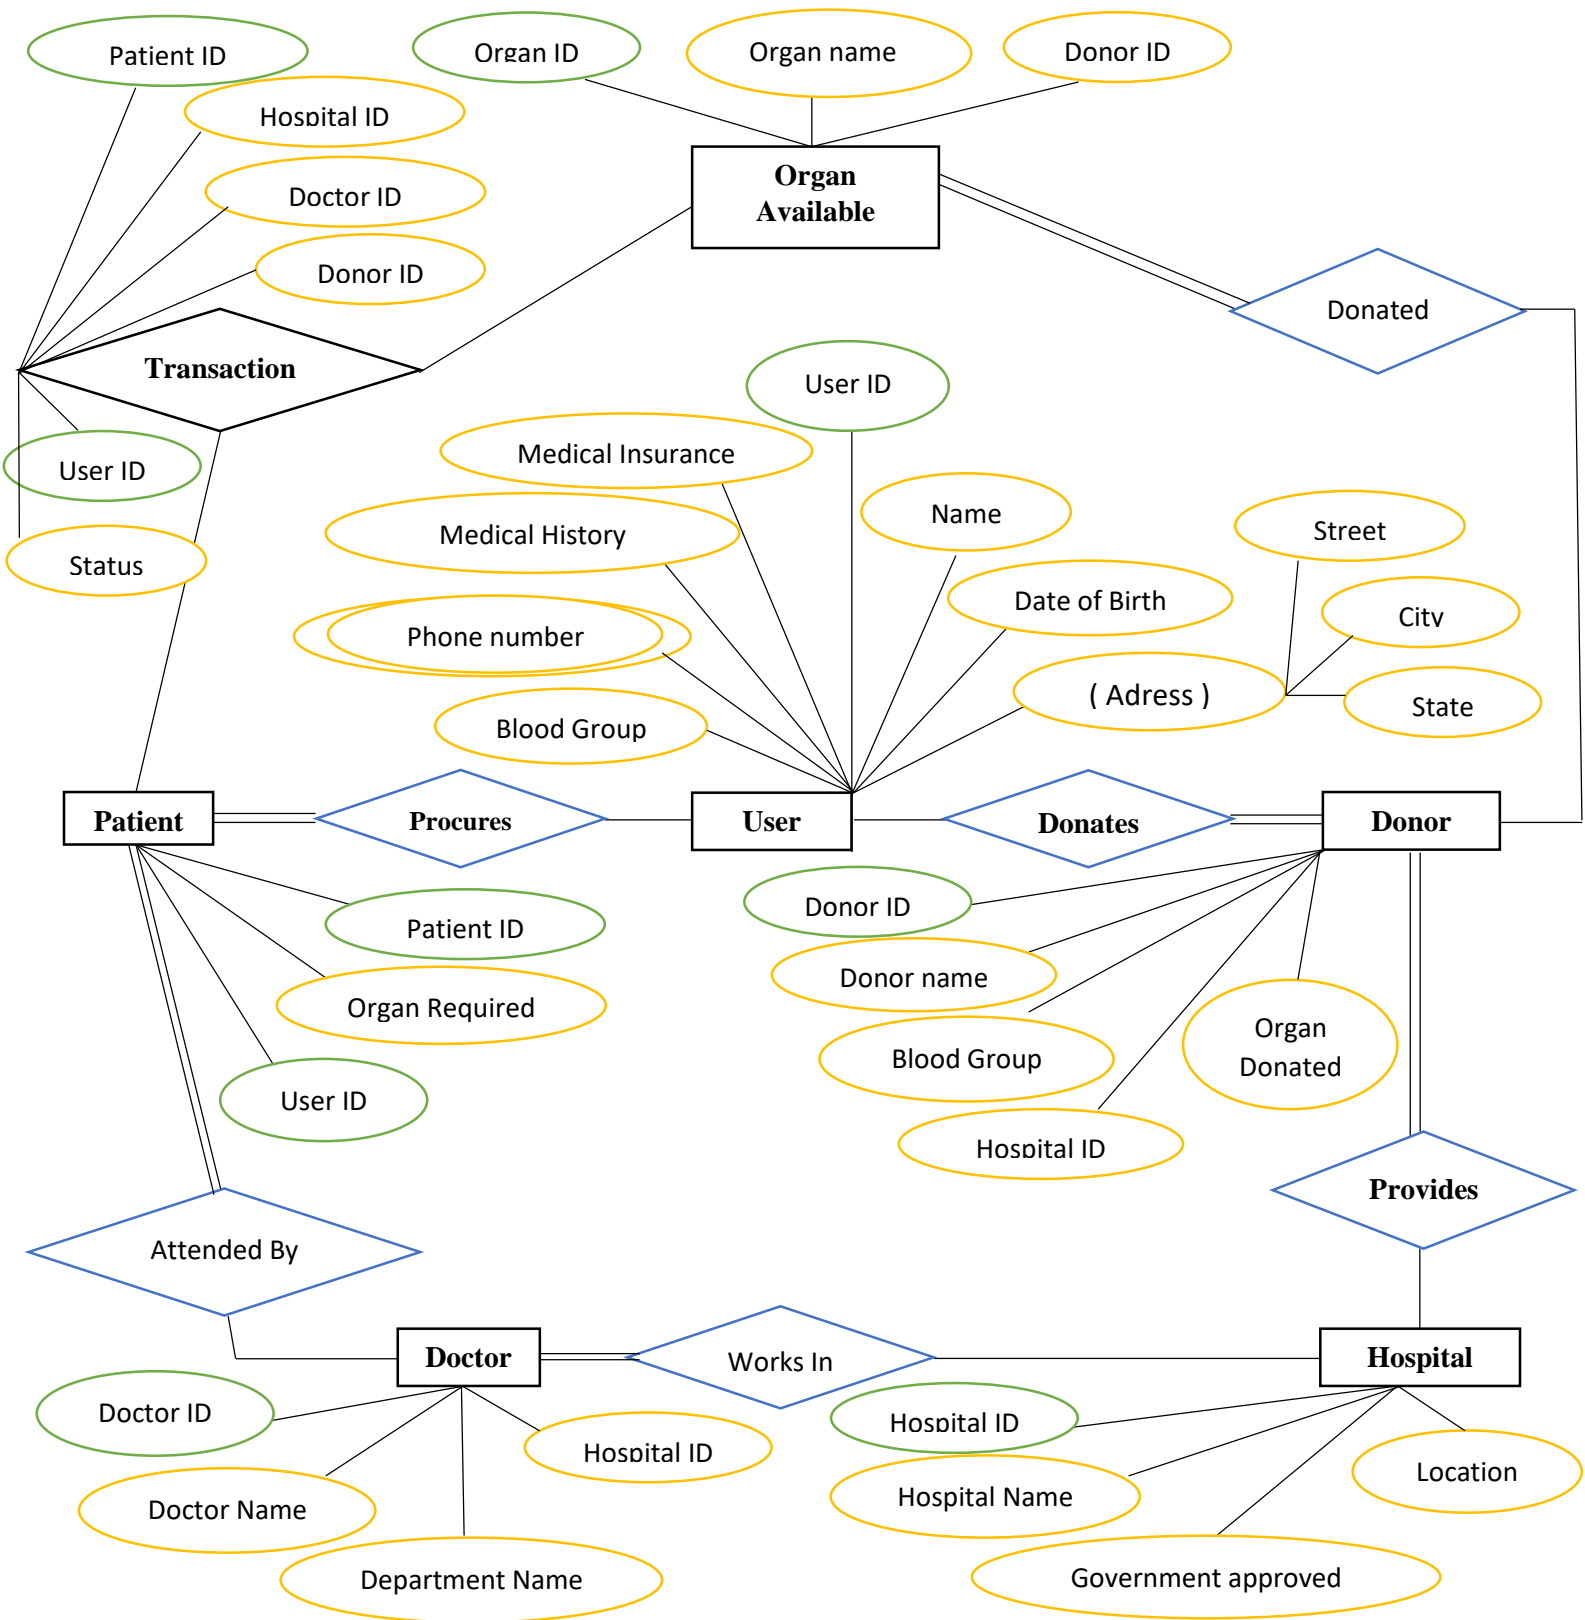 Patient ID
Organ ID
Organ name
Donor ID
Hospital ID
Doctor ID
Donor ID
Organ
Available
Donated
Transaction
User ID
User ID
Status
Medical Insurance
Medical History
Phone number
Blood Group
Name
Date of Birth
( Adress )
Street
City
State
Patient
Procures
User
Donates
Donor
Patient ID
Organ Required
User ID
Donor ID
Donor name
Blood Group
Hospital ID
Organ
Donated
Provides
Attended By
Doctor
Works In
Hospital
Doctor ID
Doctor Name
Department Name
Hospital ID
Hospital ID
Hospital Name
Government approved
Location